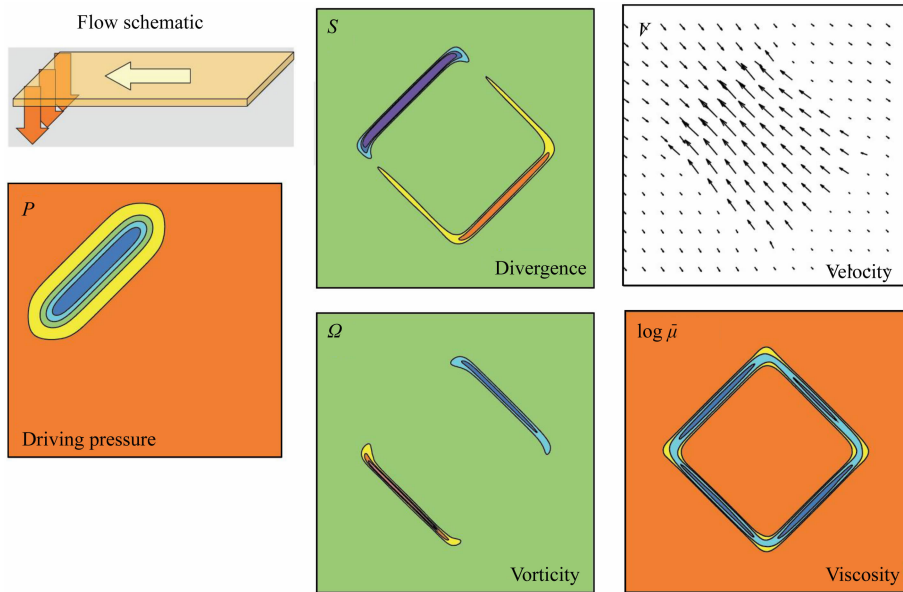 Flow schematic
S
Divergence
V
Velocity
P
Driving pressure
Ω
Vorticity
log μ̄
Viscosity